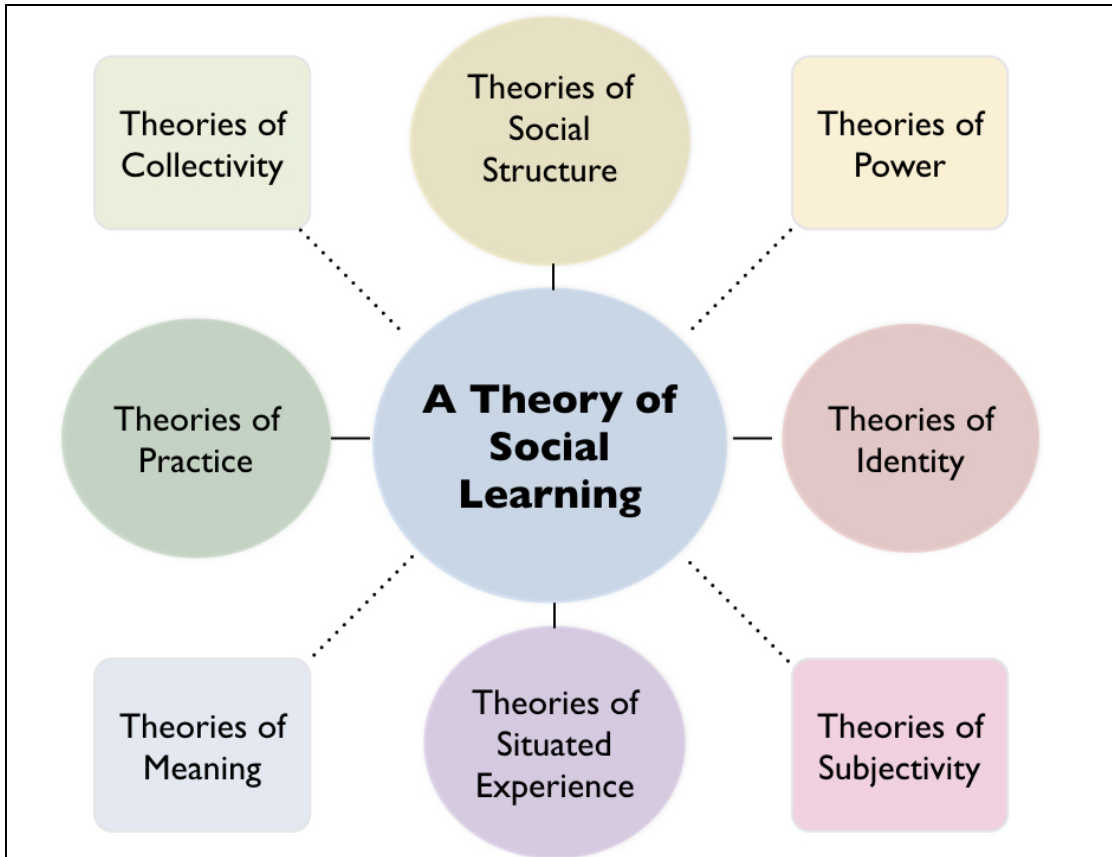 Theories of
Collectivity
Theories of
Social
Structure
Theories of
Power
Theories of
Practice
A Theory of
Social
Learning
Theories of
Identity
Theories of
Meaning
Theories of
Situated
Experience
Theories of
Subjectivity